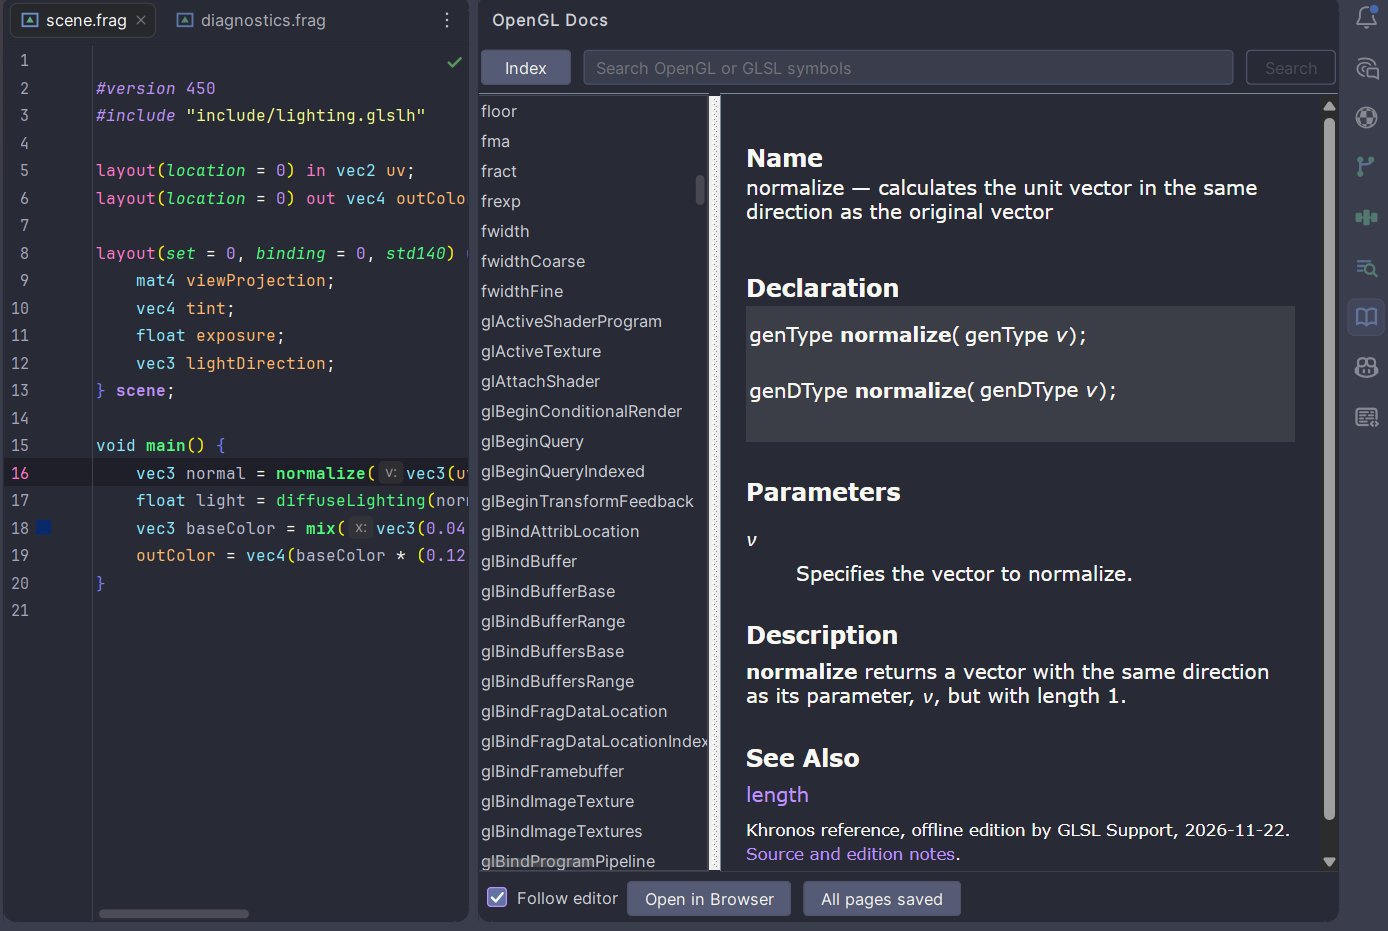 scene.frag
diagnostics.frag
1
2 #version 450
3 #include "include/lighting.glslh"
4
5 layout(location = 0) in vec2 uv;
6 layout(location = 0) out vec4 outColo
7
8 layout(set = 0, binding = 0, std140)
9 mat4 viewProjection;
10 vec4 tint;
11 float exposure;
12 vec3 lightDirection;
13 } scene;
14
15 void main() {
16 vec3 normal = normalize( v: vec3(u
17 float light = diffuseLighting(nor
18 vec3 baseColor = mix( x: vec3(0.04
19 outColor = vec4(baseColor * (0.12
20 }
21
OpenGL Docs
Index
Search OpenGL or GLSL symbols
Search
floor
fma
fract
frexp
fwidth
fwidthCoarse
fwidthFine
glActiveShaderProgram
glActiveTexture
glAttachShader
glBeginConditionalRender
glBeginQuery
glBeginQueryIndexed
glBeginTransformFeedback
glBindAttribLocation
glBindBuffer
glBindBufferBase
glBindBufferRange
glBindBuffersBase
glBindBuffersRange
glBindFragDataLocation
glBindFragDataLocationIndex
glBindFramebuffer
glBindImageTexture
glBindImageTextures
glBindProgramPipeline
Name
normalize — calculates the unit vector in the same
direction as the original vector
Declaration
genType normalize( genType v);
genDType normalize( genDType v);
Parameters
v
Specifies the vector to normalize.
Description
normalize returns a vector with the same direction
as its parameter, v, but with length 1.
See Also
length
Khronos reference, offline edition by GLSL Support, 2026-11-22.
Source and edition notes.
Follow editor
Open in Browser
All pages saved